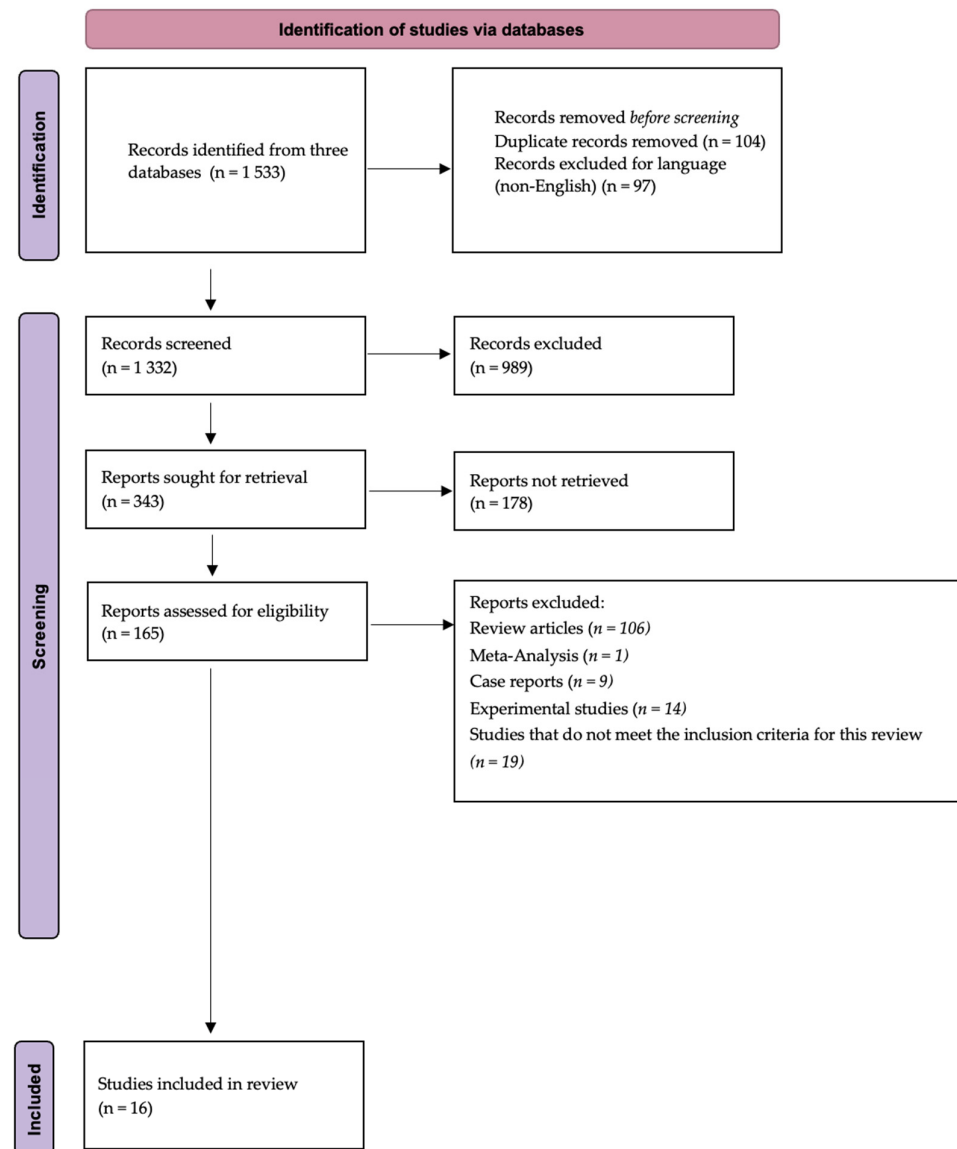 Identification of studies via databases
Identification
Records identified from three
databases (n = 1 533)
Records removed before screening
Duplicate records removed (n = 104)
Records excluded for language
(non-English) (n = 97)
Screening
Records screened
(n = 1 332)
Records excluded
(n = 989)
Reports sought for retrieval
(n = 343)
Reports not retrieved
(n = 178)
Reports assessed for eligibility
(n = 165)
Reports excluded:
Review articles (n = 106)
Meta-Analysis (n = 1)
Case reports (n = 9)
Experimental studies (n = 14)
Studies that do not meet the inclusion criteria for this review
(n = 19)
Included
Studies included in review
(n = 16)